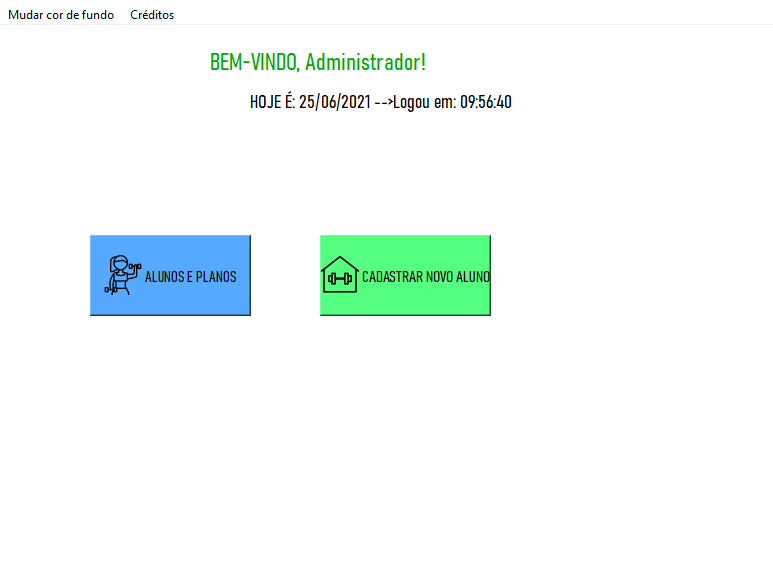 Mudar cor de fundo Créditos
BEM-VINDO, Administrador!
HOJE É: 25/06/2021 -->Logou em: 09:56:40
ALUNOS E PLANOS
CADASTRAR NOVO ALUNO